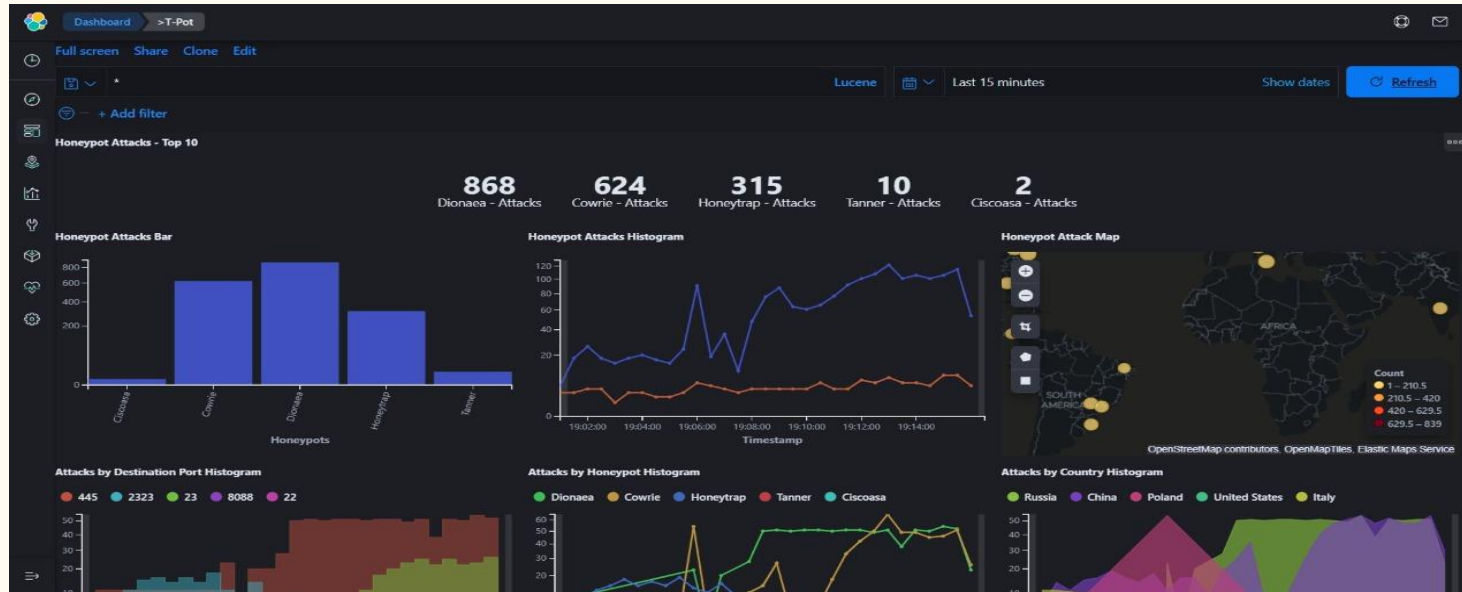 Dashboard >T-Pot
Full screen Share Clone Edit
* Lucene Last 15 minutes Show dates Refresh
+ Add filter
Honeypot Attacks - Top 10
868 624 315 10 2
Dionaea - Attacks Cowrie - Attacks Honeytrap - Attacks Tanner - Attacks Ciscoasa - Attacks
Honeypot Attacks Bar
800
600
400
200
0
Ciscoasa Cowrie Dionaea Honeytrap Tanner
Honeypots
Honeypot Attacks Histogram
120
100
80
60
40
20
0
19:02:00 19:04:00 19:06:00 19:08:00 19:10:00 19:12:00 19:14:00
Timestamp
Honeypot Attack Map
AFRICA
SOUTH
AMERICA
Count
1 – 210.5
210.5 – 420
420 – 629.5
629.5 – 839
OpenStreetMap contributors, OpenMapTiles, Elastic Maps Service
Attacks by Destination Port Histogram
445 2323 23 8088 22
50
40
30
20
10
Attacks by Honeypot Histogram
Dionaea Cowrie Honeytrap Tanner Ciscoasa
60
50
40
30
20
Attacks by Country Histogram
Russia China Poland United States Italy
50
40
30
20
10